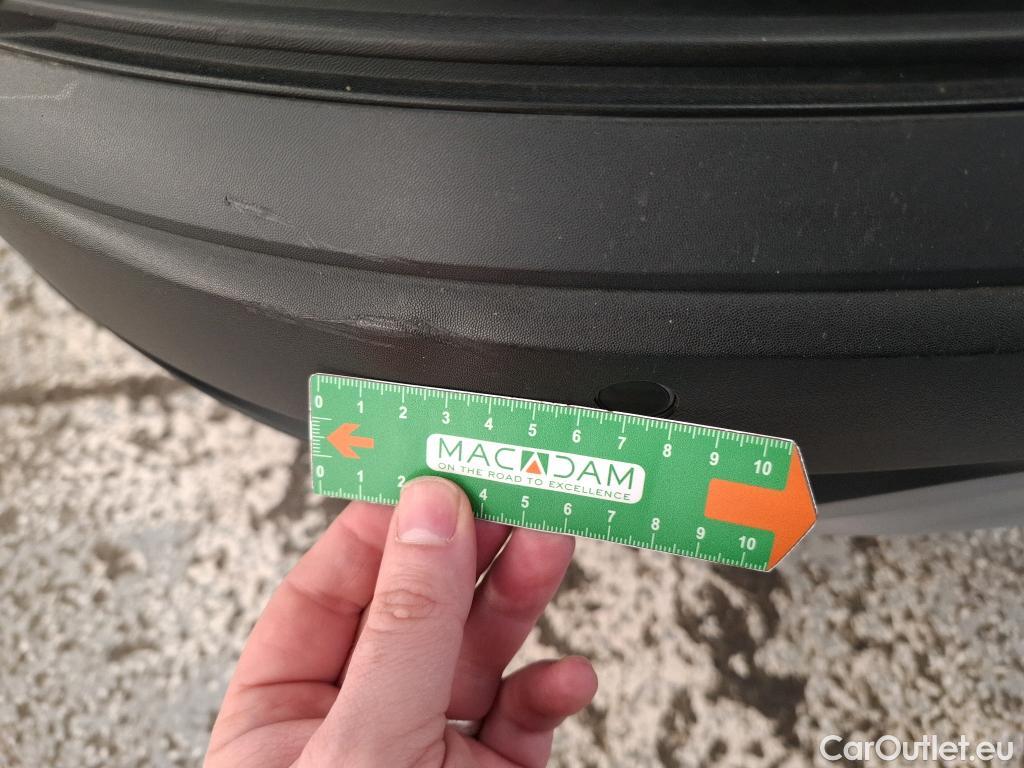 0 1 2 3 4 5 6 7 8 9 10
MACADAM
ON THE ROAD TO EXCELLENCE
0 1 2 4 5 6 7 8 9 10
CarOutlet.eu